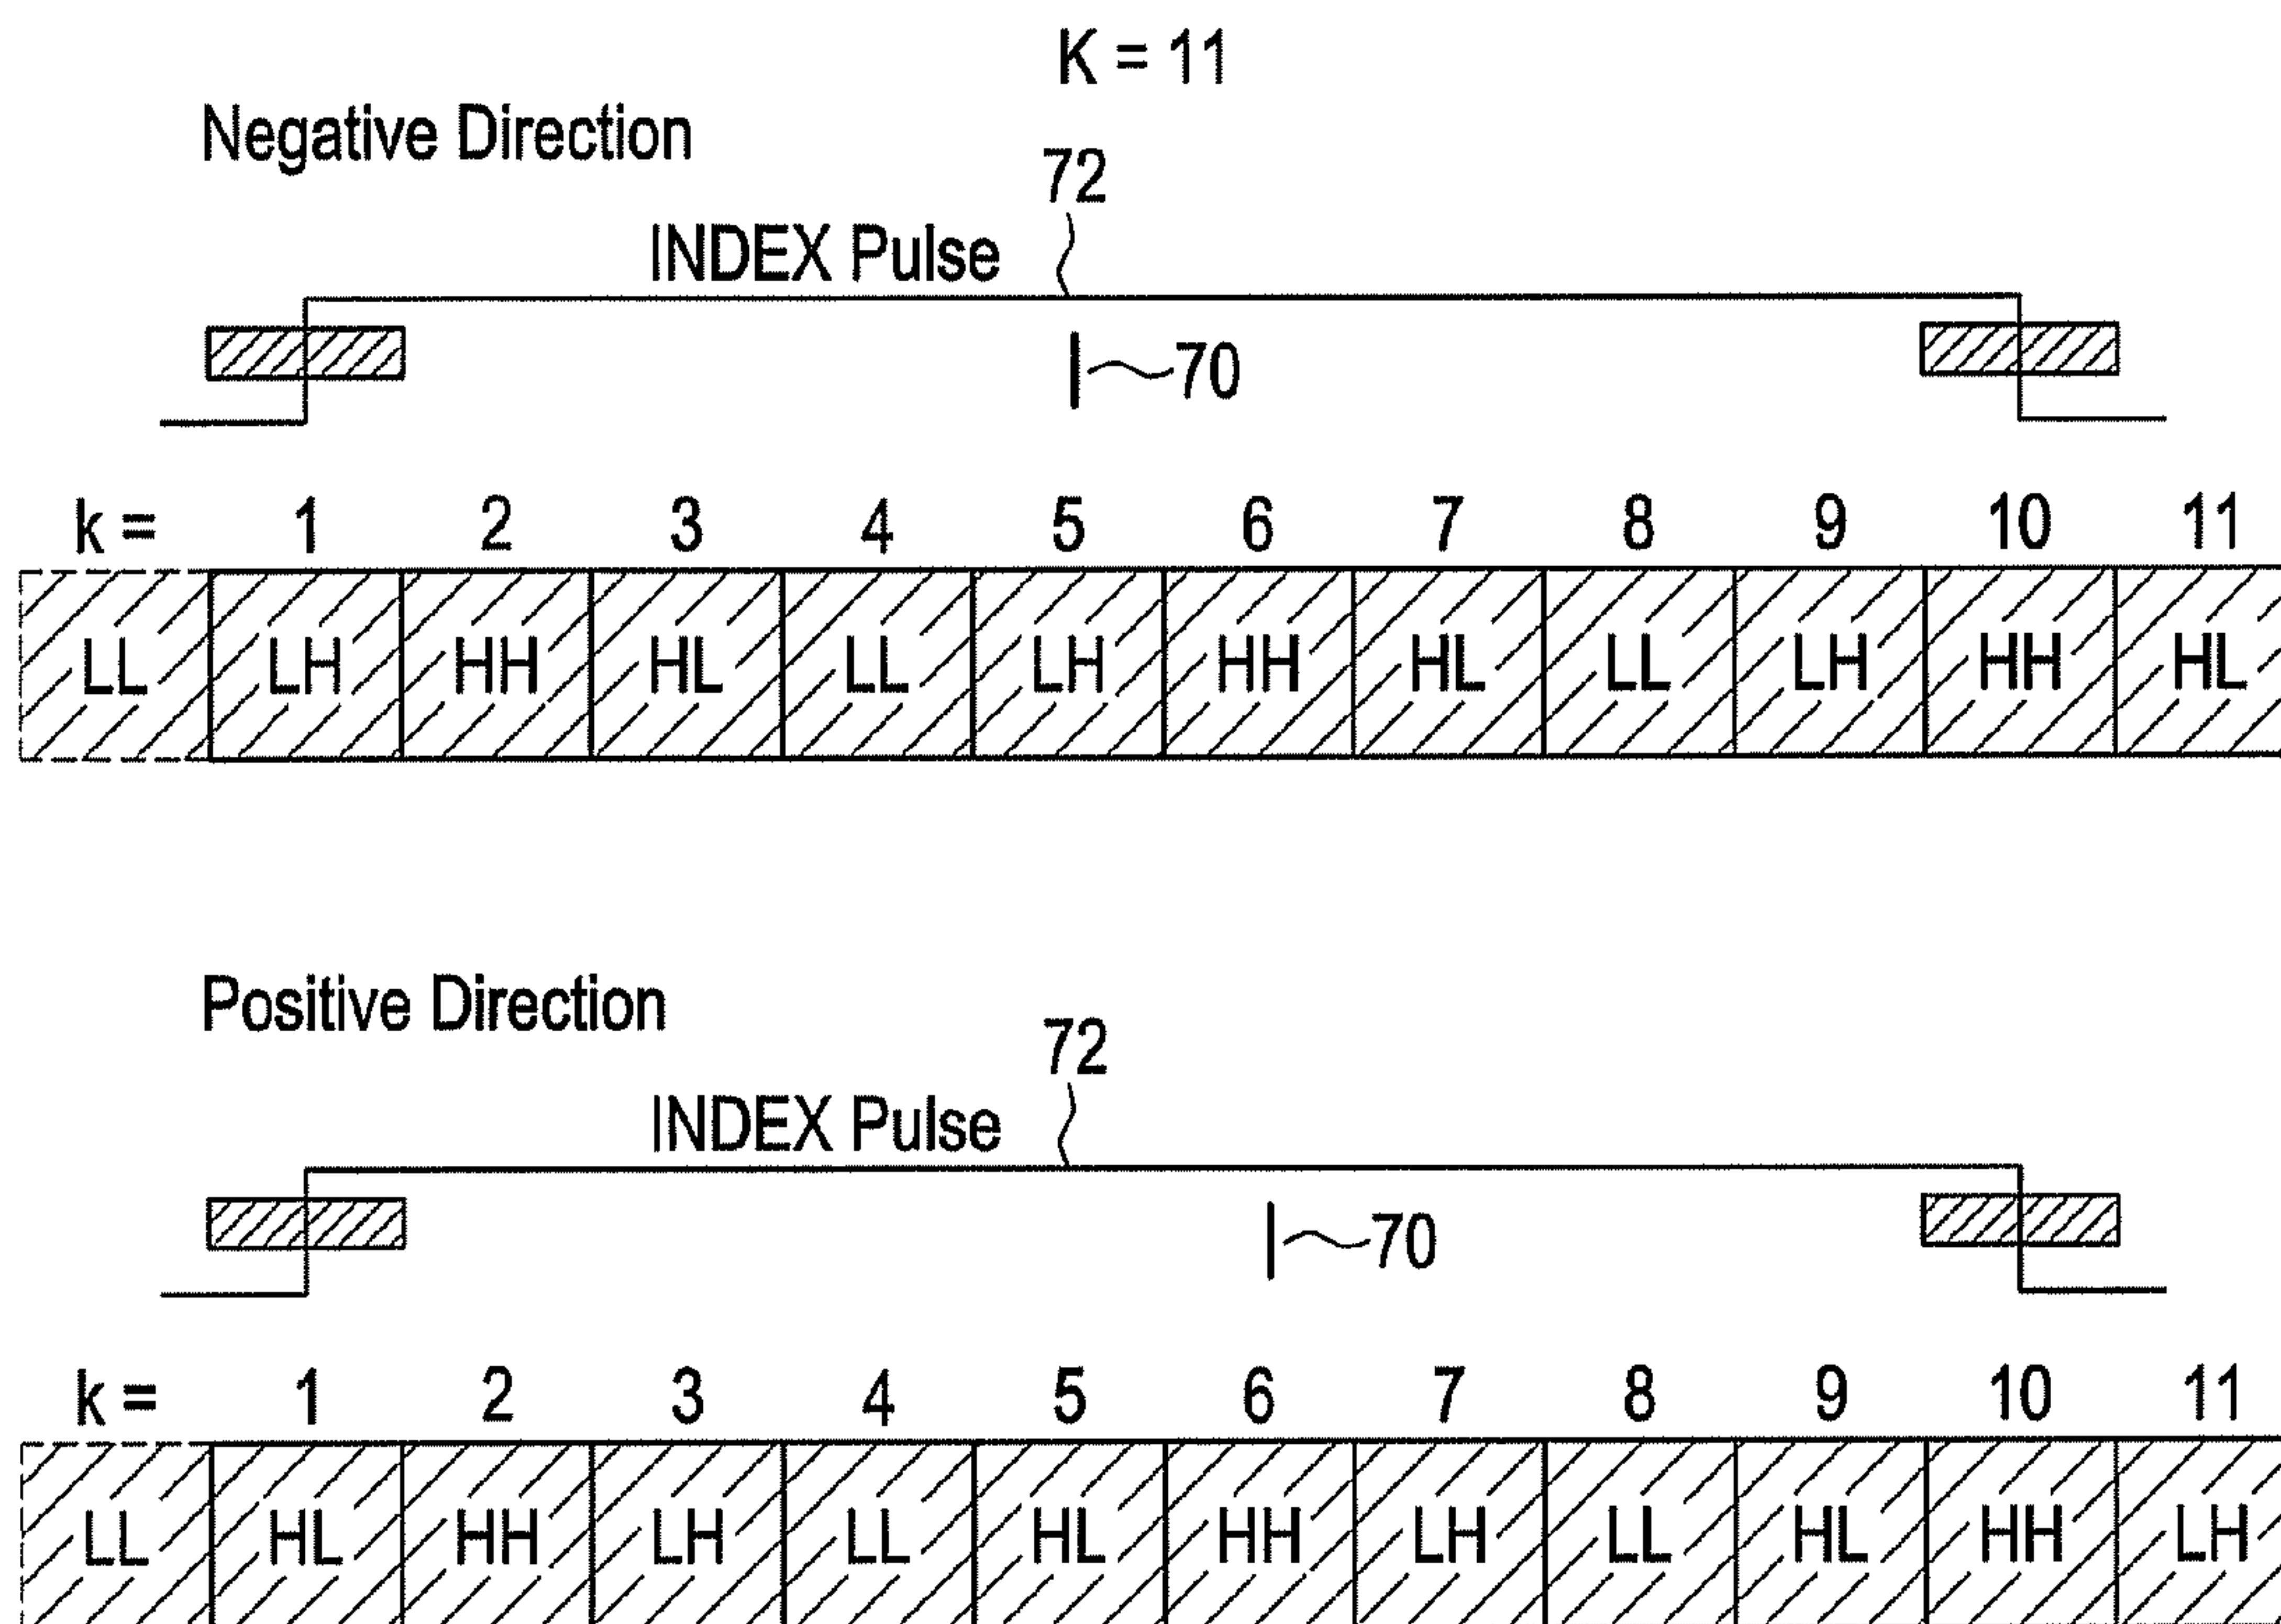 K = 11
Negative Direction
72
INDEX Pulse
70
k = 1 2 3 4 5 6 7 8 9 10 11
LL LH HH HL LL LH HH HL LL LH HH HL
Positive Direction
72
INDEX Pulse
70
k = 1 2 3 4 5 6 7 8 9 10 11
LL HL HH LH LL HL HH LH LL HL HH LH